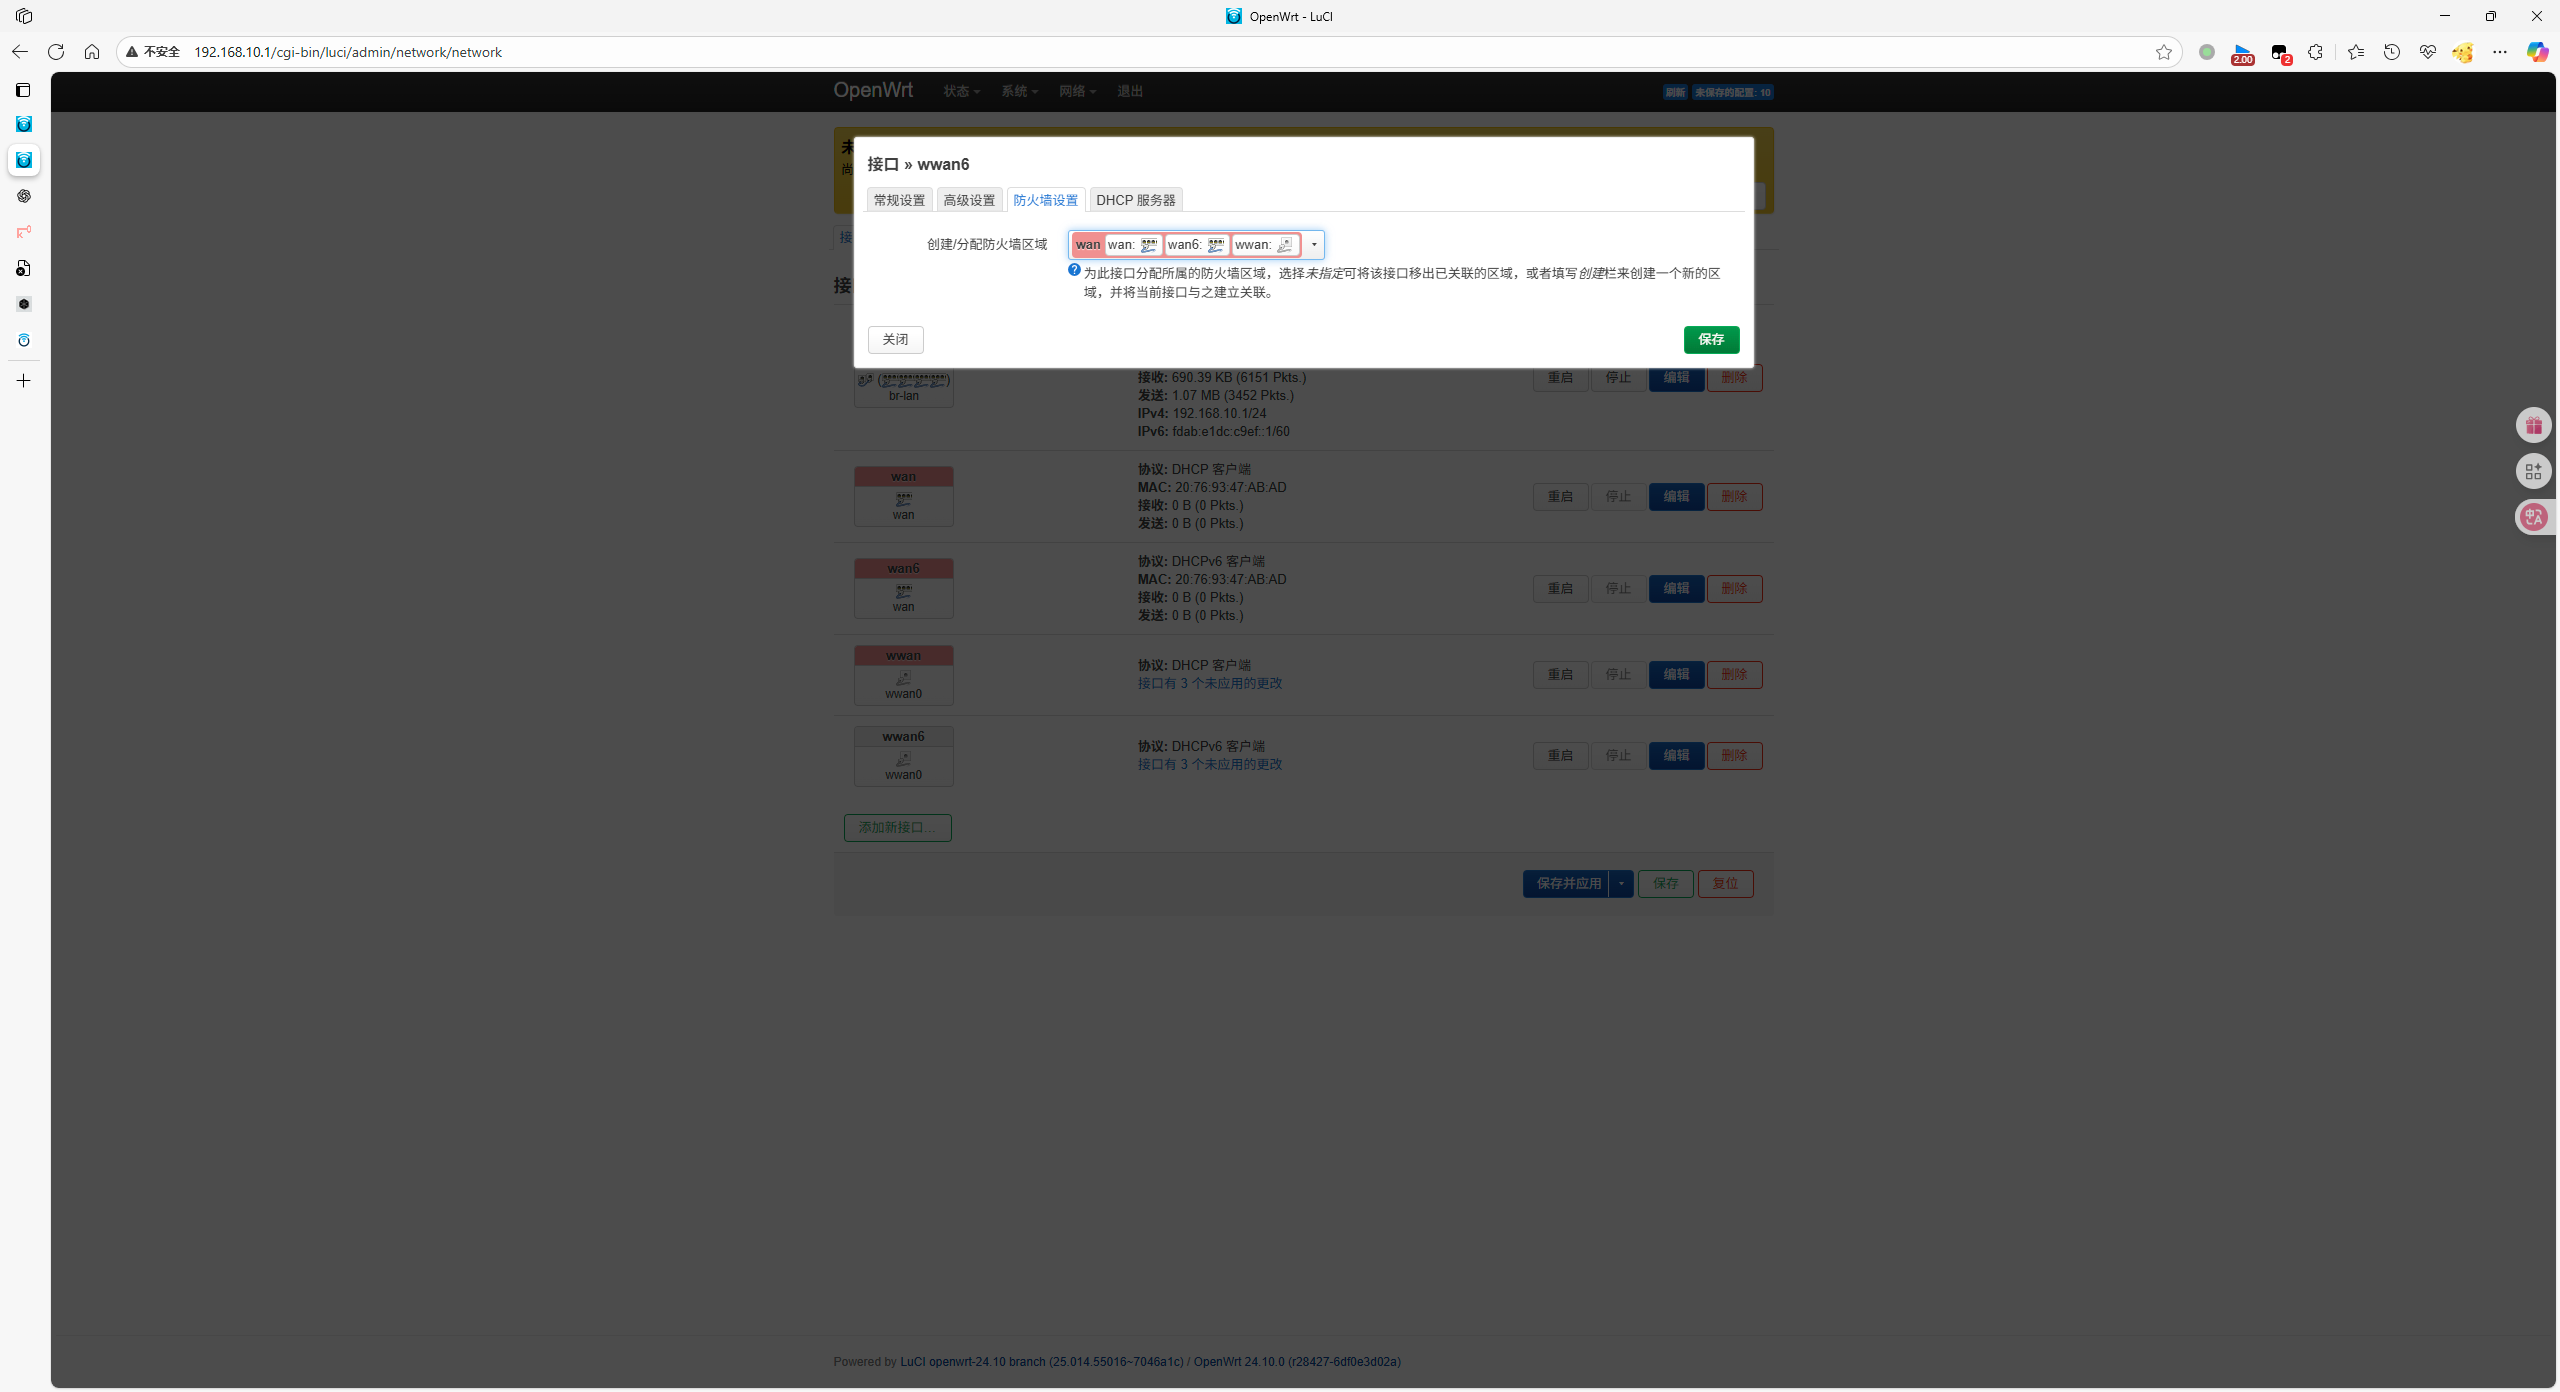 OpenWrt - LuCI
不安全 192.168.10.1/cgi-bin/luci/admin/network/network
2.00
2
OpenWrt 状态 系统 网络 退出 刷新 未保存的配置: 10
接口 » wwan6
常规设置 高级设置 防火墙设置 DHCP 服务器
创建/分配防火墙区域 wan wan: wan6: wwan:
为此接口分配所属的防火墙区域，选择未指定可将该接口移出已关联的区域，或者填写创建栏来创建一个新的区
域，并将当前接口与之建立关联。
关闭 保存
br-lan
接收: 690.39 KB (6151 Pkts.)
发送: 1.07 MB (3452 Pkts.)
IPv4: 192.168.10.1/24
IPv6: fdab:e1dc:c9ef::1/60
重启 停止 编辑 删除
wan
wan
协议: DHCP 客户端
MAC: 20:76:93:47:AB:AD
接收: 0 B (0 Pkts.)
发送: 0 B (0 Pkts.)
重启 停止 编辑 删除
wan6
wan
协议: DHCPv6 客户端
MAC: 20:76:93:47:AB:AD
接收: 0 B (0 Pkts.)
发送: 0 B (0 Pkts.)
重启 停止 编辑 删除
wwan
wwan0
协议: DHCP 客户端
接口有 3 个未应用的更改
重启 停止 编辑 删除
wwan6
wwan0
协议: DHCPv6 客户端
接口有 3 个未应用的更改
重启 停止 编辑 删除
添加新接口...
保存并应用 保存 复位
Powered by LuCI openwrt-24.10 branch (25.014.55016~7046a1c) / OpenWrt 24.10.0 (r28427-6df0e3d02a)